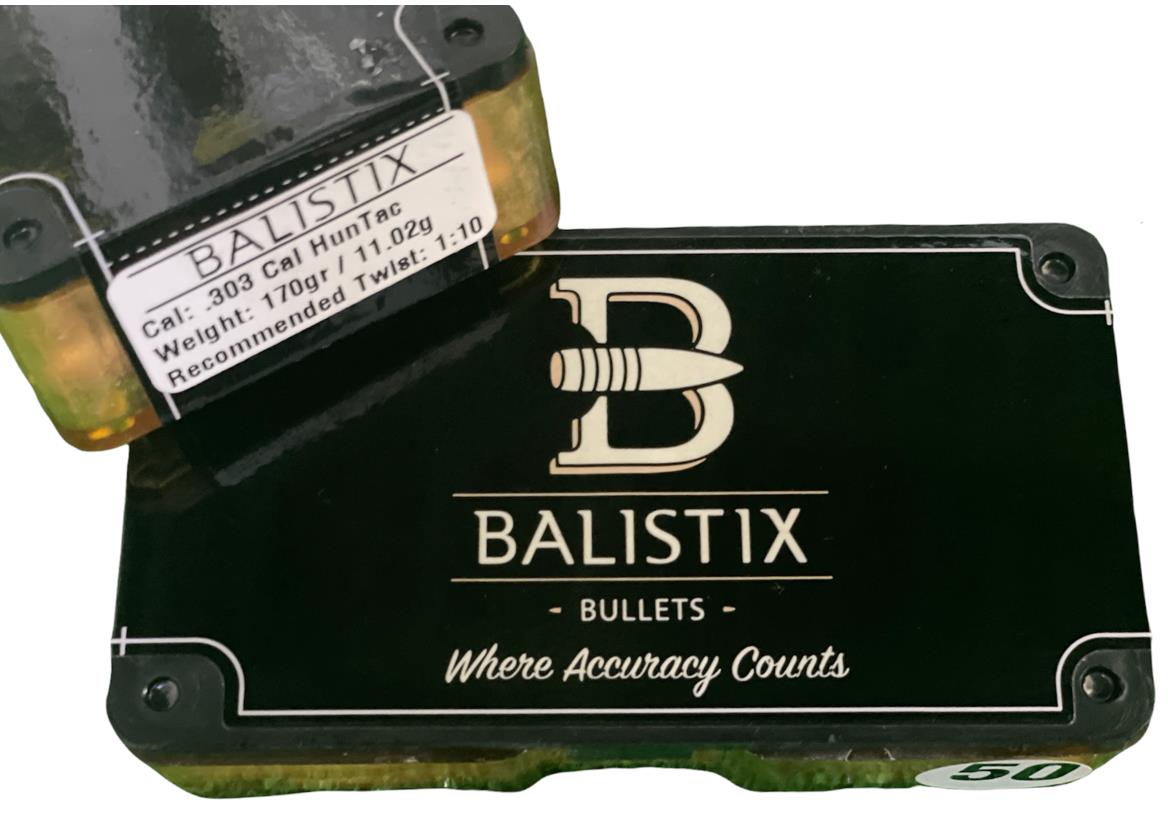 BALISTIX
Cal: .303 Cal HunTac
Weight: 170gr / 11.02g
Recommended Twist: 1:10
B
BALISTIX
- BULLETS -
Where Accuracy Counts
50